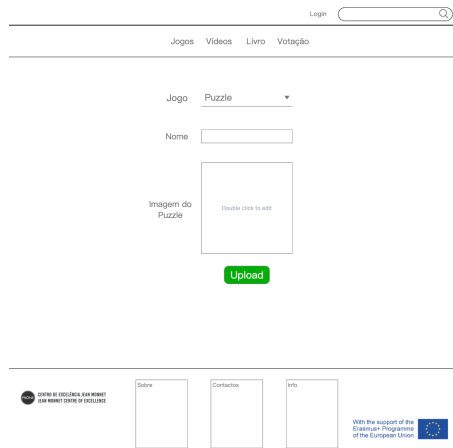 Login
Jogos Vídeos Livro Votação
Jogo Puzzle
Nome
Imagem do
Puzzle
Double click to edit
Upload
CENTRO DE EXCELÊNCIA JEAN MONNET
JEAN MONNET CENTRE OF EXCELLENCE
Sobre
Contactos
Info
With the support of the
Erasmus+ Programme
of the European Union